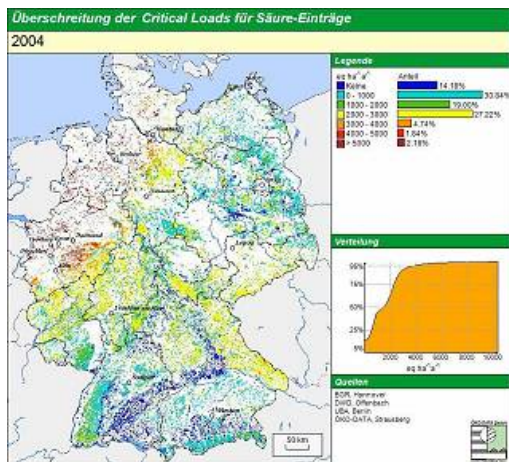 Überschreitung der Critical Loads für Säure-Einträge
2004
Legende
eq ha⁻¹a⁻¹ Anteil
Keine 14.18%
0 - 1000 30.84%
1000 - 2000 19.00%
2000 - 3000 27.22%
3000 - 4000 4.74%
4000 - 5000 1.84%
> 5000 2.18%
Verteilung
95%
75%
50%
25%
5%
2000 4000 6000 8000 10000
eq ha⁻¹a⁻¹
Quellen
BGR, Hannover
DWD, Offenbach
UBA, Berlin
ÖKO-DATA, Strausberg
50 km